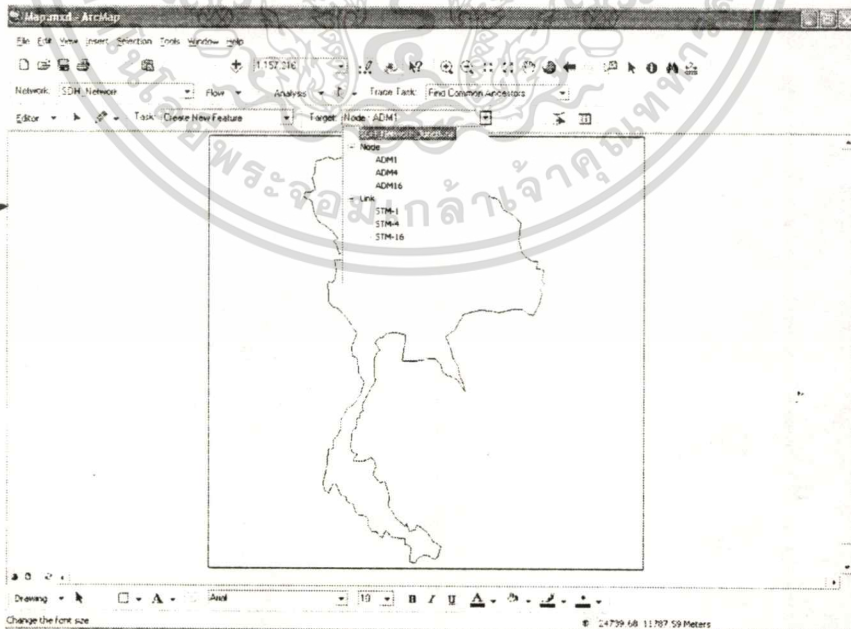 Map.mxd - ArcMap
File Edit View Insert Selection Tools Window Help
1:157,316
Network: SDH_Network Flow Analysis Trace Task: Find Common Ancestors
Editor Task: Create New Feature Target: Node : ADM1
Node
ADM1
ADM4
ADM16
Link
STM-1
STM-4
STM-16
Drawing A Arial 10 B I U A
Change the font size
24739.68 11787.59 Meters